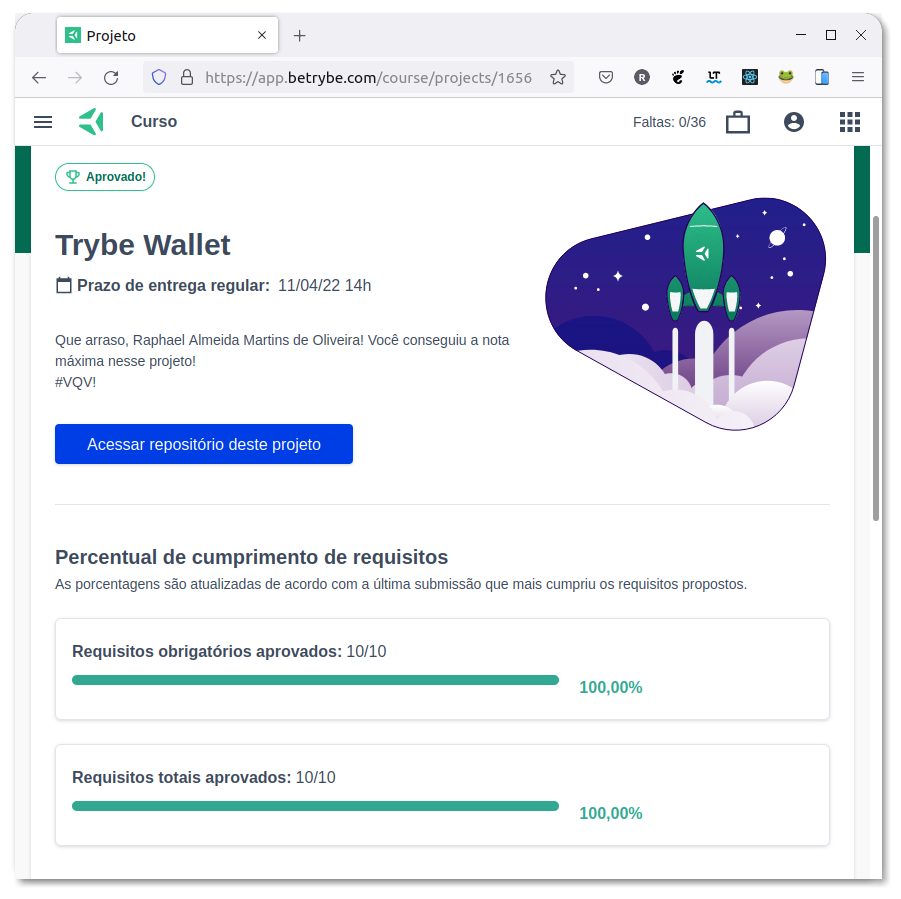 Projeto
https://app.betrybe.com/course/projects/1656
R
LT
Curso
Faltas: 0/36
Aprovado!
Trybe Wallet
Prazo de entrega regular: 11/04/22 14h
Que arraso, Raphael Almeida Martins de Oliveira! Você conseguiu a nota
máxima nesse projeto!
#VQV!
Acessar repositório deste projeto
Percentual de cumprimento de requisitos
As porcentagens são atualizadas de acordo com a última submissão que mais cumpriu os requisitos propostos.
Requisitos obrigatórios aprovados: 10/10
100,00%
Requisitos totais aprovados: 10/10
100,00%